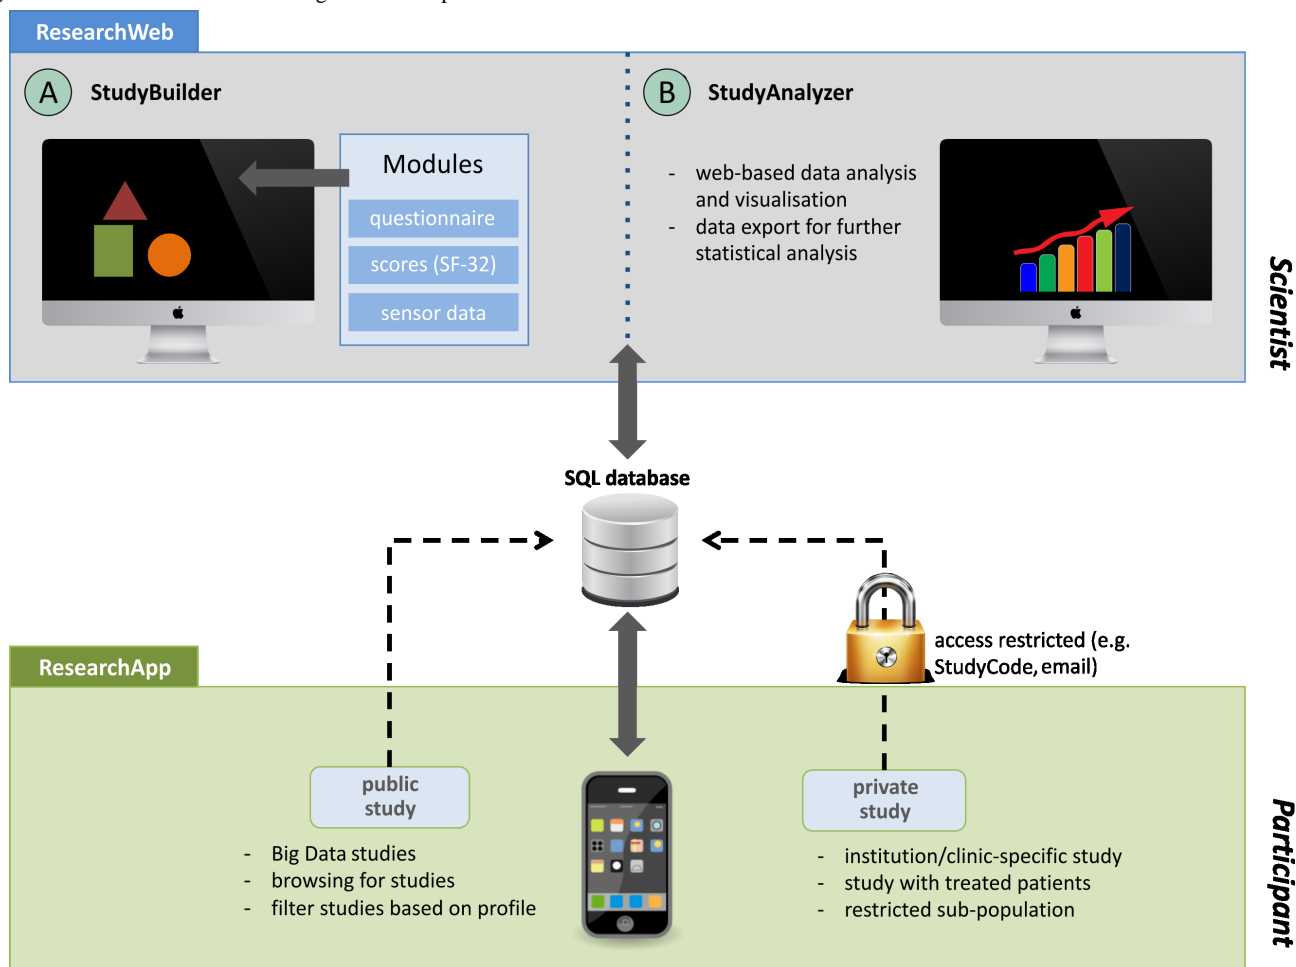 ResearchWeb
A
StudyBuilder
Modules
questionnaire
scores (SF-32)
sensor data
B
StudyAnalyzer
- web-based data analysis
and visualisation
- data export for further
statistical analysis
Scientist
SQL database
access restricted (e.g.
StudyCode, email)
ResearchApp
public
study
- Big Data studies
- browsing for studies
- filter studies based on profile
private
study
- institution/clinic-specific study
- study with treated patients
- restricted sub-population
Participant